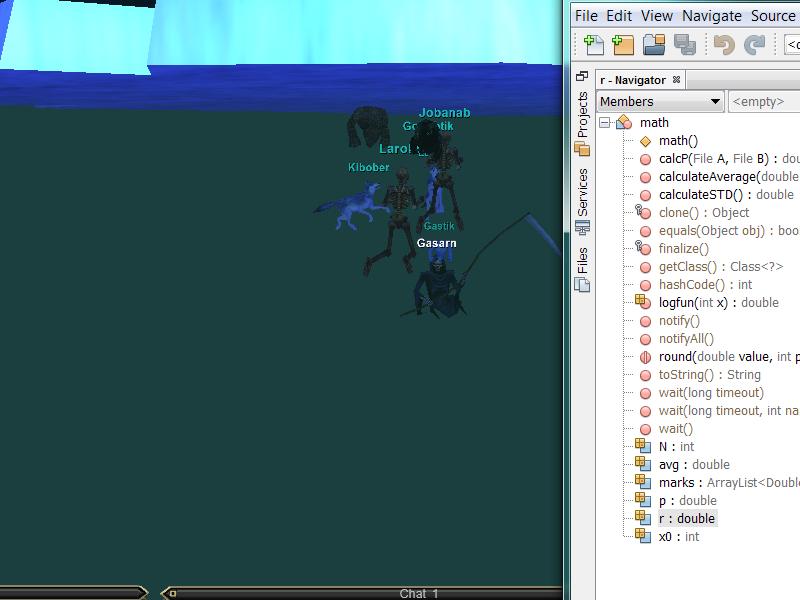 Jobanab
Kibober
Gastik
Gasarn
Chat 1
File Edit View Navigate Source
r - Navigator
Members
<empty>
Projects
Services
Files
math
math()
calcP(File A, File B) : dou
calculateAverage(double
calculateSTD() : double
clone() : Object
equals(Object obj) : boo
finalize()
getClass() : Class<?>
hashCode() : int
logfun(int x) : double
notify()
notifyAll()
round(double value, int p
toString() : String
wait(long timeout)
wait(long timeout, int na
wait()
N : int
avg : double
marks : ArrayList<Double
p : double
r : double
x0 : int